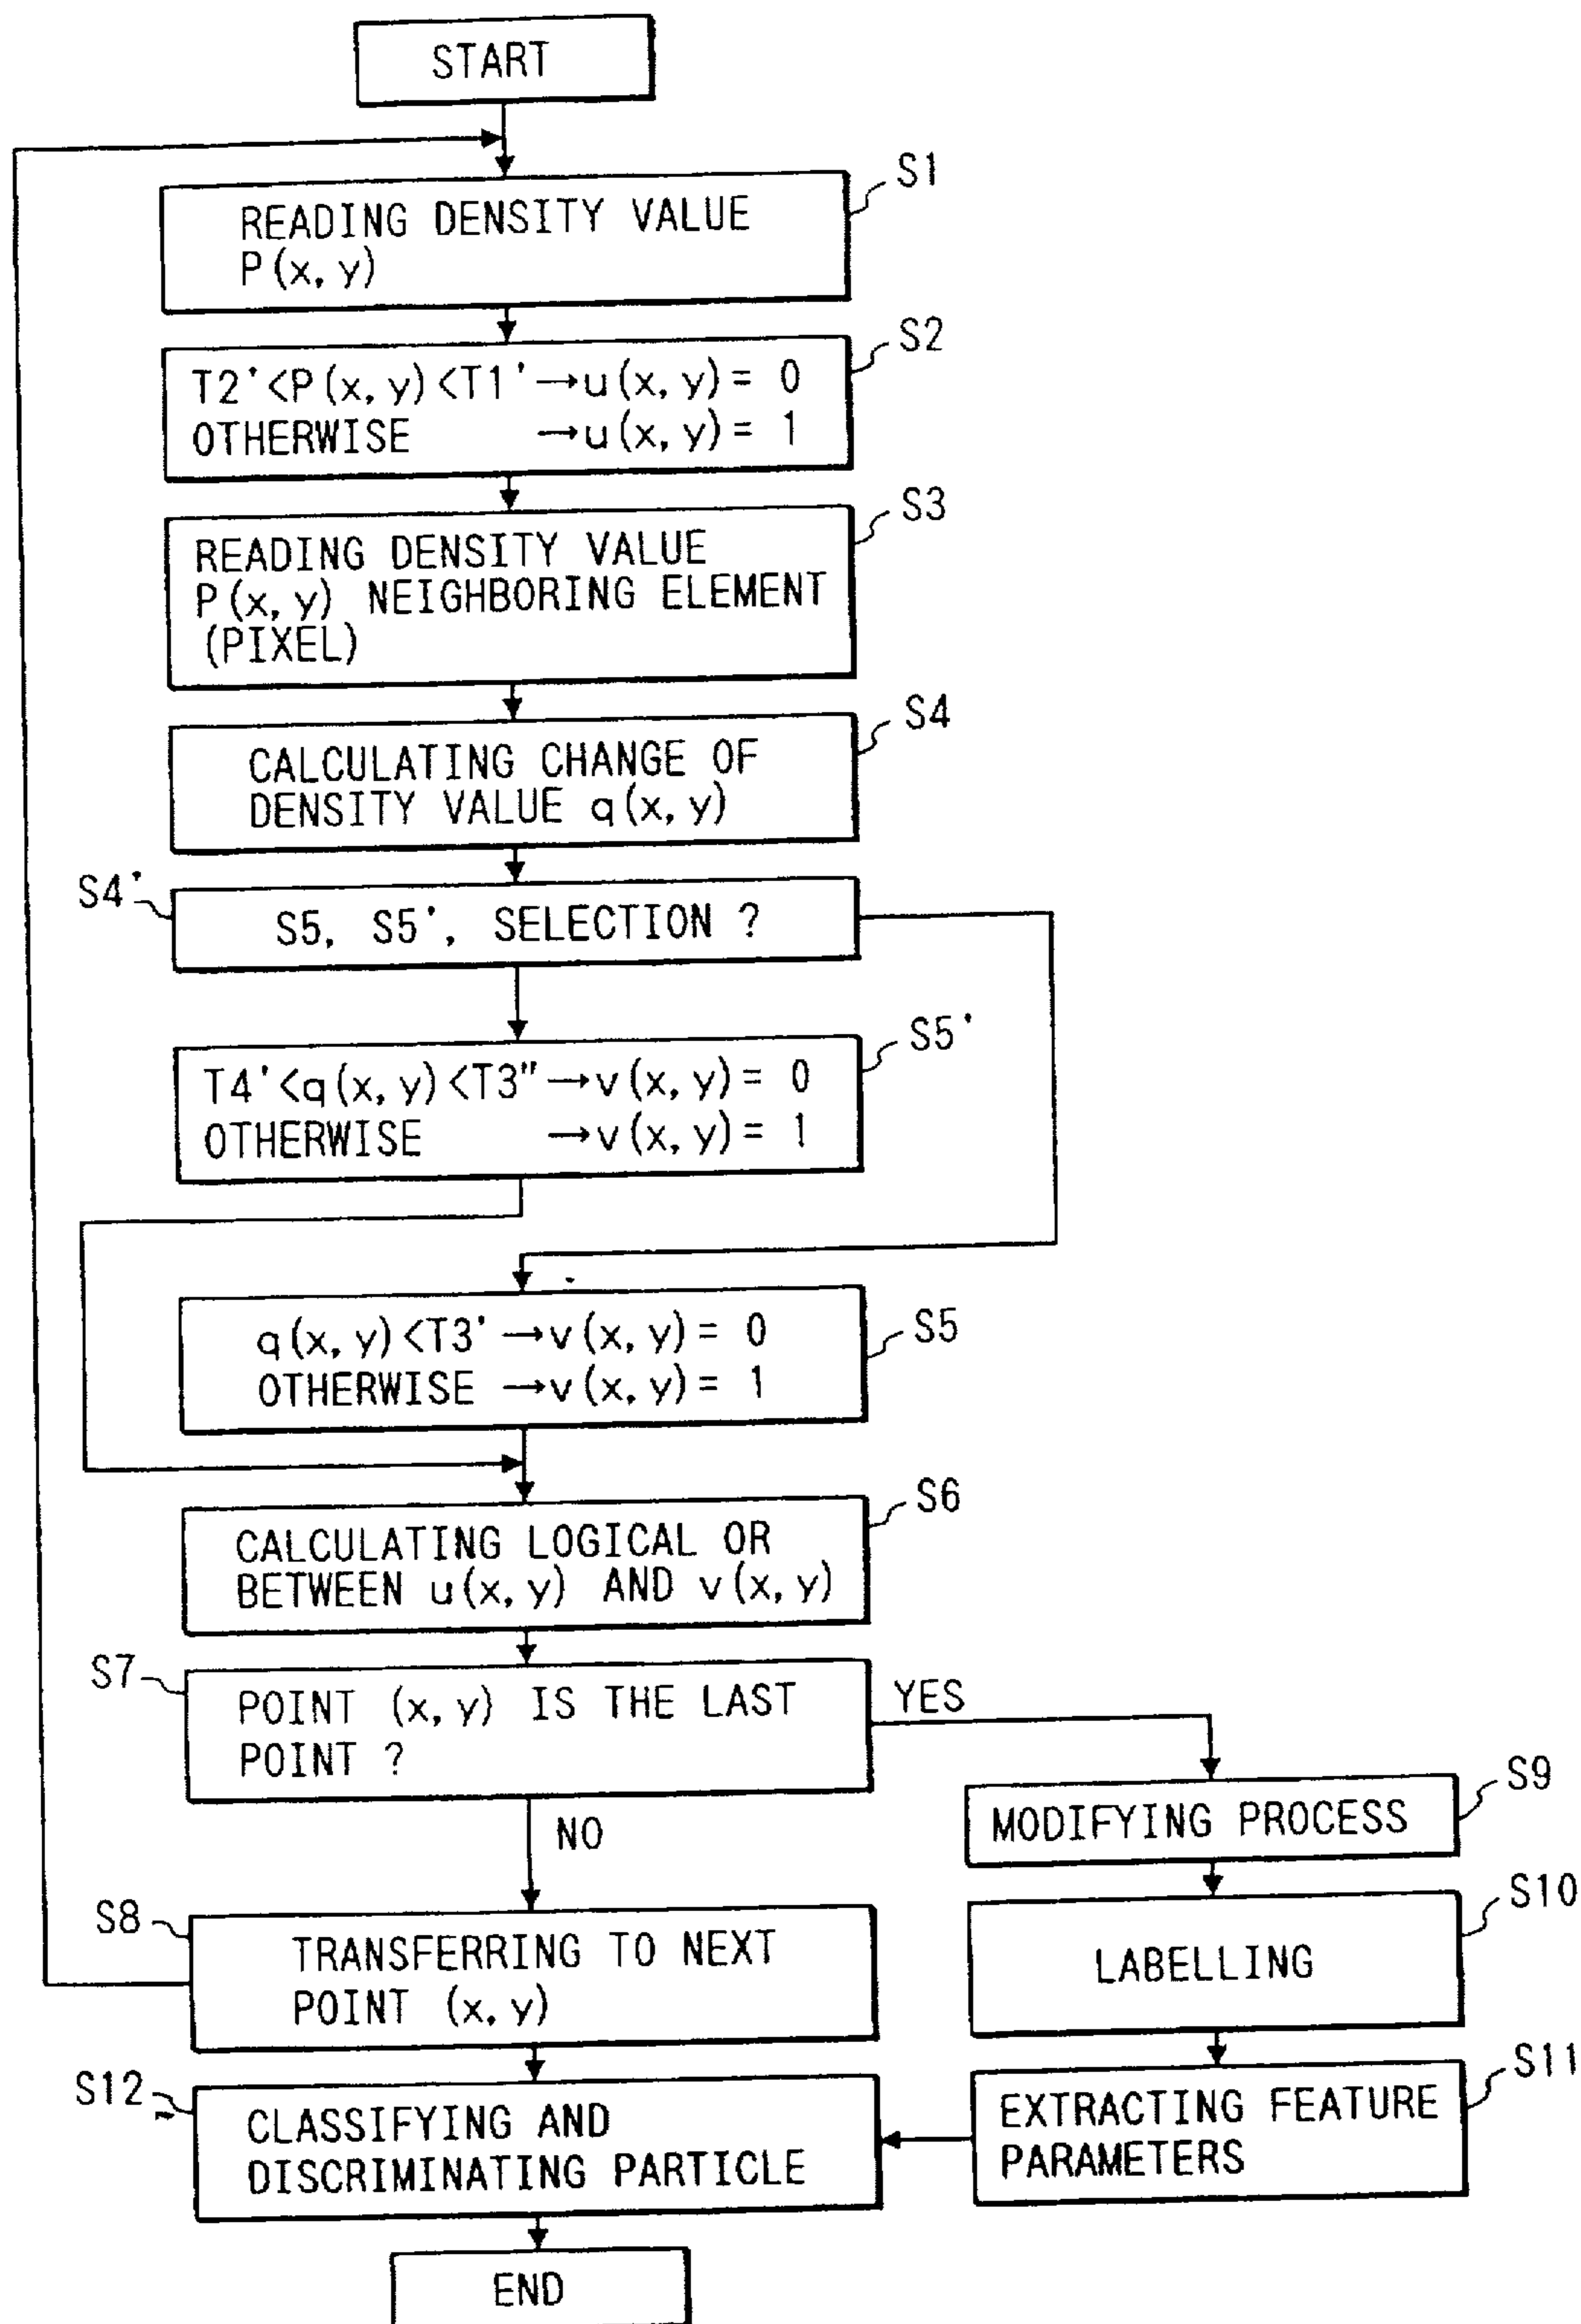 START
S1
READING DENSITY VALUE
P(x, y)
S2
T2'<P(x, y)<T1'→u(x, y)= 0
OTHERWISE →u(x, y)= 1
S3
READING DENSITY VALUE
P(x, y) NEIGHBORING ELEMENT
(PIXEL)
S4
CALCULATING CHANGE OF
DENSITY VALUE q(x, y)
S4'
S5, S5', SELECTION ?
S5'
T4'<q(x, y)<T3"→v(x, y)= 0
OTHERWISE →v(x, y)= 1
S5
q(x, y)<T3'→v(x, y)= 0
OTHERWISE →v(x, y)= 1
S6
CALCULATING LOGICAL OR
BETWEEN u(x, y) AND v(x, y)
S7
POINT (x, y) IS THE LAST
POINT ?
YES
NO
S9
MODIFYING PROCESS
S8
TRANSFERRING TO NEXT
POINT (x, y)
S10
LABELLING
S11
EXTRACTING FEATURE
PARAMETERS
S12
CLASSIFYING AND
DISCRIMINATING PARTICLE
END